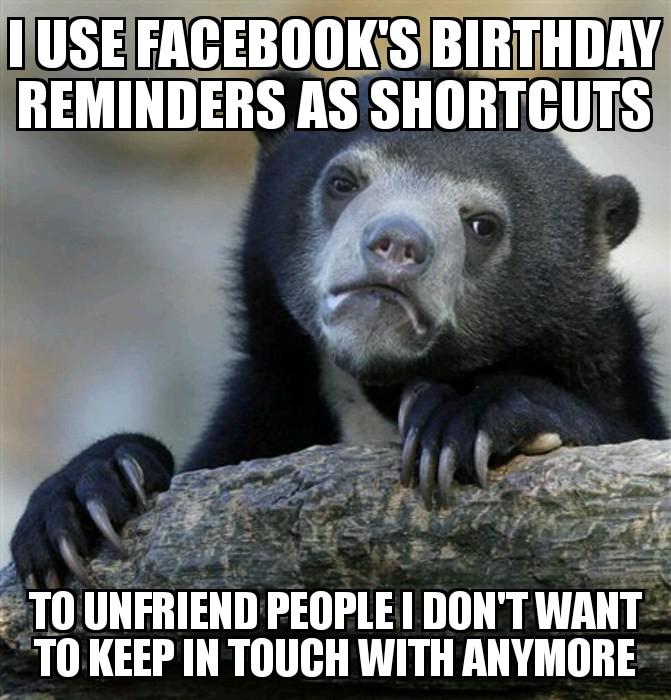 I USE FACEBOOK'S BIRTHDAY
REMINDERS AS SHORTCUTS
TO UNFRIEND PEOPLE I DON'T WANT
TO KEEP IN TOUCH WITH ANYMORE